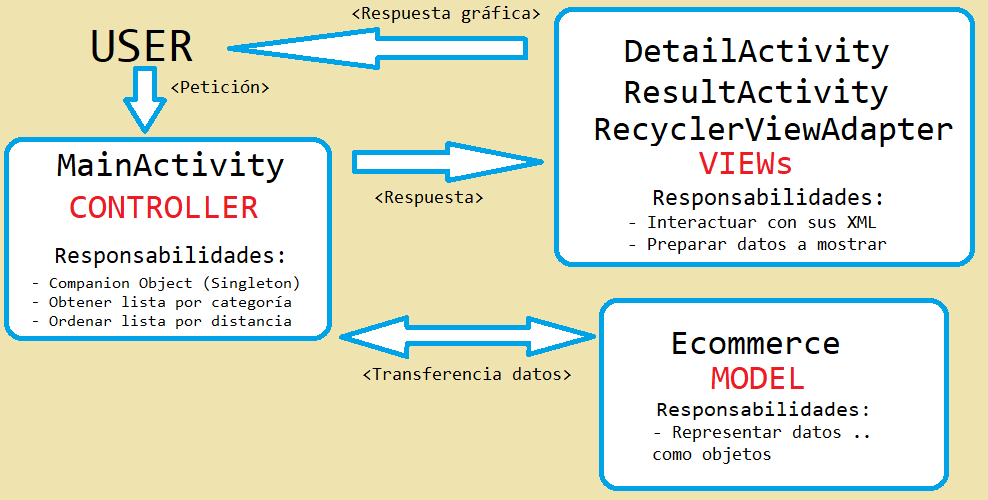 <Respuesta gráfica>
USER
<Petición>
MainActivity
CONTROLLER
Responsabilidades:
- Companion Object (Singleton)
- Obtener lista por categoría
- Ordenar lista por distancia
<Respuesta>
DetailActivity
ResultActivity
RecyclerViewAdapter
VIEWs
Responsabilidades:
- Interactuar con sus XML
- Preparar datos a mostrar
<Transferencia datos>
Ecommerce
MODEL
Responsabilidades:
- Representar datos ..
como objetos